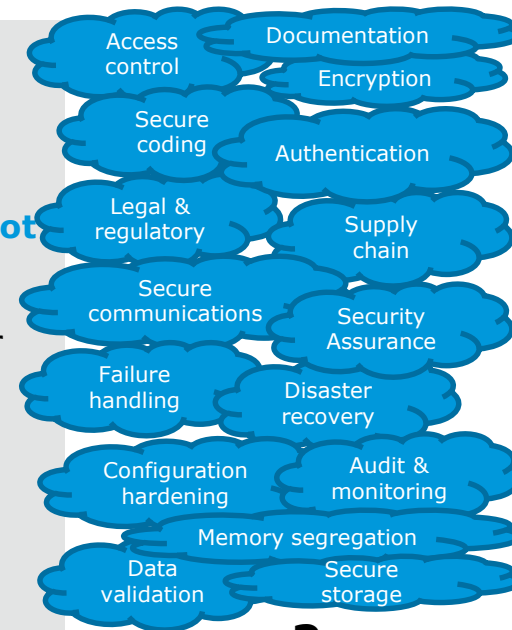 Access
control
Documentation
Encryption
Secure
coding
Authentication
Legal &
regulatory
ot
Supply
chain
Secure
communications
Security
Assurance
Failure
handling
Disaster
recovery
Configuration
hardening
Audit &
monitoring
Memory segregation
Data
validation
Secure
storage